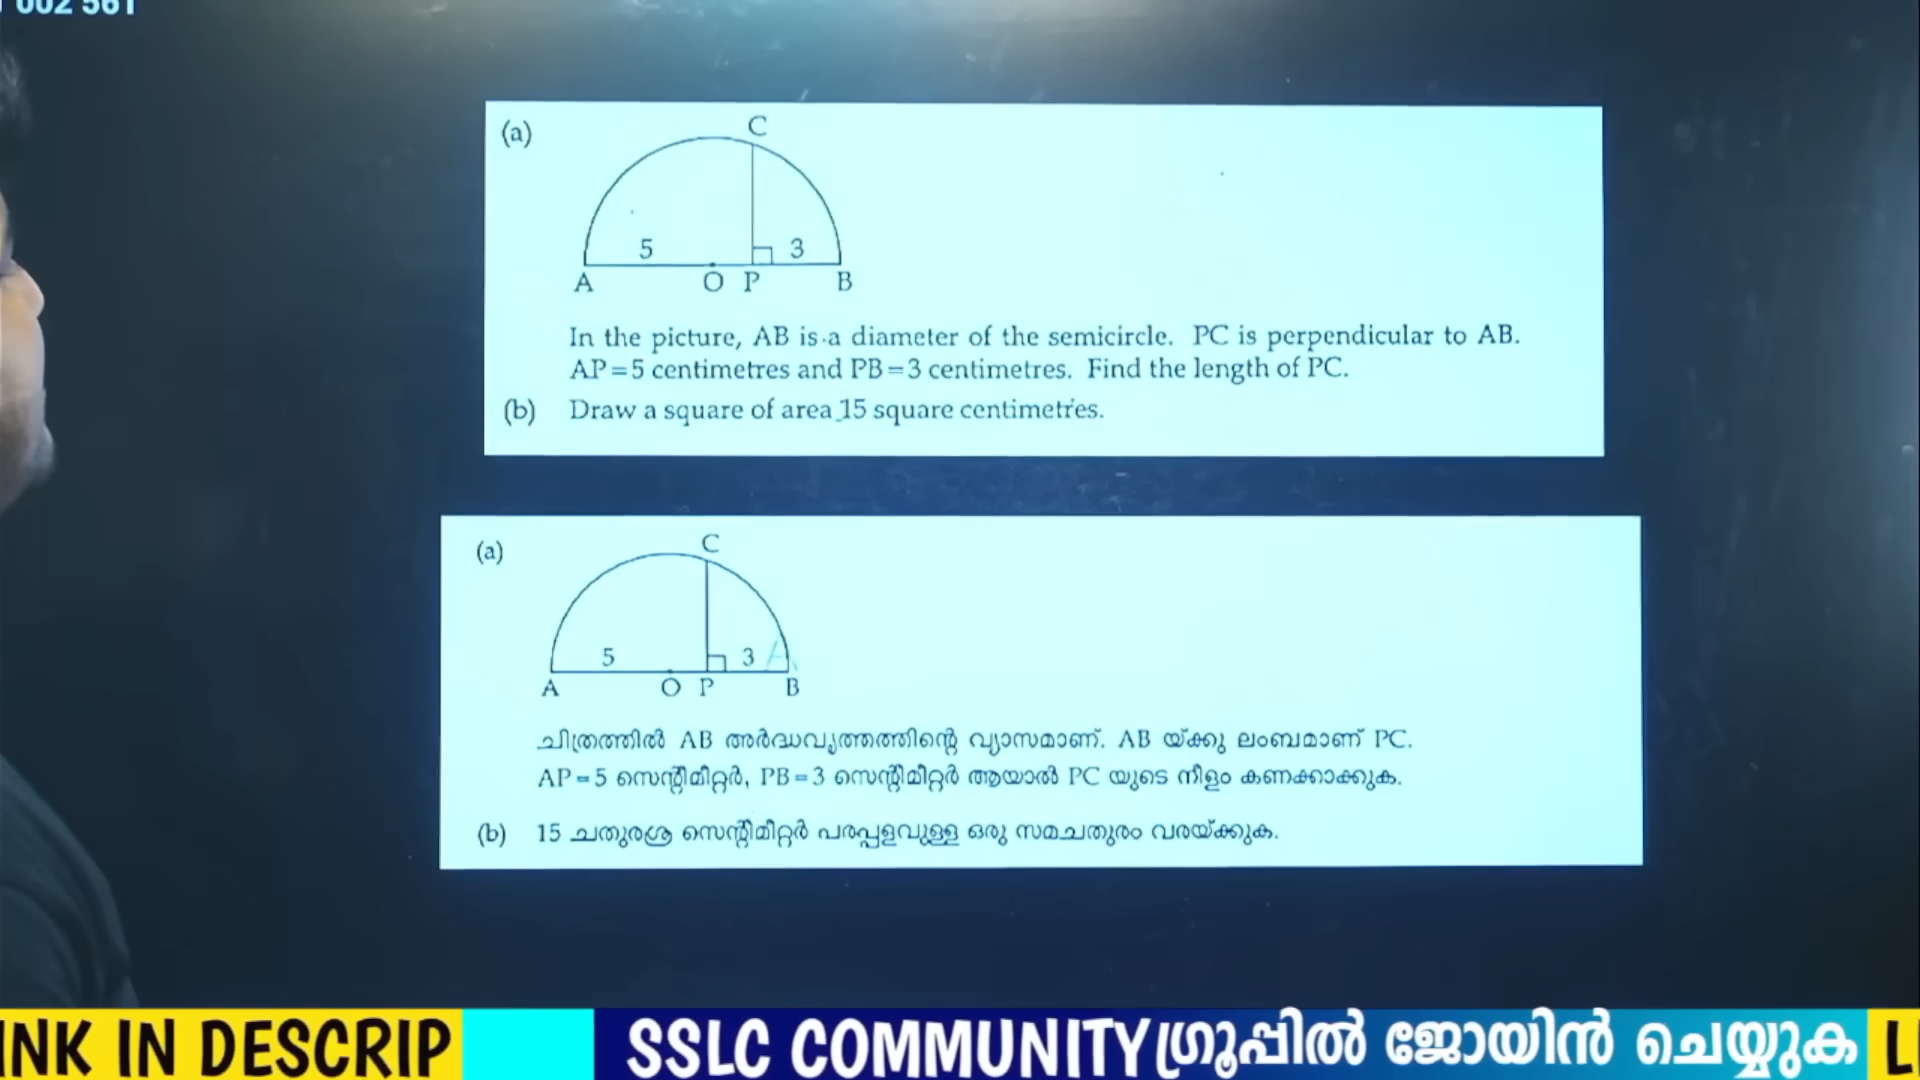 002 561
(a)
C
5
3
A
O
P
B
In the picture, AB is a diameter of the semicircle. PC is perpendicular to AB.
AP=5 centimetres and PB=3 centimetres. Find the length of PC.
(b) Draw a square of area 15 square centimetres.
(a)
C
5
3
A
O
P
B
ചിത്രത്തിൽ AB അർദ്ധവൃത്തത്തിന്റെ വ്യാസമാണ്. AB യ്ക്കു ലംബമാണ് PC.
AP=5 സെന്റീമീറ്റർ, PB=3 സെന്റീമീറ്റർ ആയാൽ PC യുടെ നീളം കണക്കാക്കുക.
(b) 15 ചതുരശ്ര സെന്റീമീറ്റർ പരപ്പളവുള്ള ഒരു സമചതുരം വരയ്ക്കുക.
INK IN DESCRIP SSLC COMMUNITY ഗ്രൂപ്പിൽ ജോയിൻ ചെയ്യുക LI